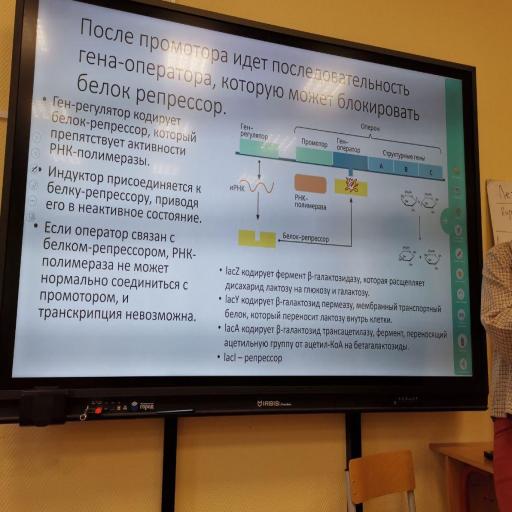 После промотора идет последовательность
гена-оператора, которую может блокировать
белок репрессор.
• Ген-регулятор кодирует
белок-репрессор, который
препятствует активности
РНК-полимеразы.
• Индуктор присоединяется к
белку-репрессору, приводя
его в неактивное состояние.
• Если оператор связан с
белком-репрессором, РНК-
полимераза не может
нормально соединиться с
промотором, и
транскрипция невозможна.
Ген-
регулятор
Оперон
Промотор
Ген-
оператор
Структурные гены
A
B
C
иРНК
РНК-
полимераза
Белок-репрессор
• lacZ кодирует фермент β-галактозидазу, которая расщепляет
дисахарид лактозу на глюкозу и галактозу.
• lacY кодирует β-галактозид пермеазу, мембранный транспортный
белок, который переносит лактозу внутрь клетки.
• lacA кодирует β-галактозид трансацетилазу, фермент, переносящий
ацетильную группу от ацетил-КоА на бетагалактозиды.
• lacI – репрессор
IRBIS